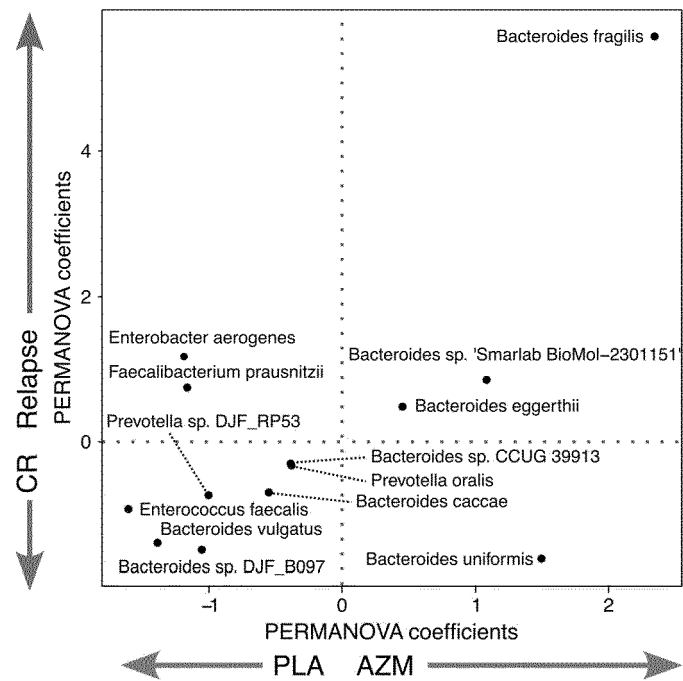 Bacteroides fragilis
4
2
Enterobacter aerogenes
Bacteroides sp. 'Smarlab BioMol−2301151'
Faecalibacterium prausnitzii
Bacteroides eggerthii
Prevotella sp. DJF_RP53
0
Bacteroides sp. CCUG 39913
Prevotella oralis
Bacteroides caccae
Enterococcus faecalis
Bacteroides vulgatus
Bacteroides sp. DJF_B097
Bacteroides uniformis
−1 0 1 2
PERMANOVA coefficients
PLA AZM
CR Relapse
PERMANOVA coefficients